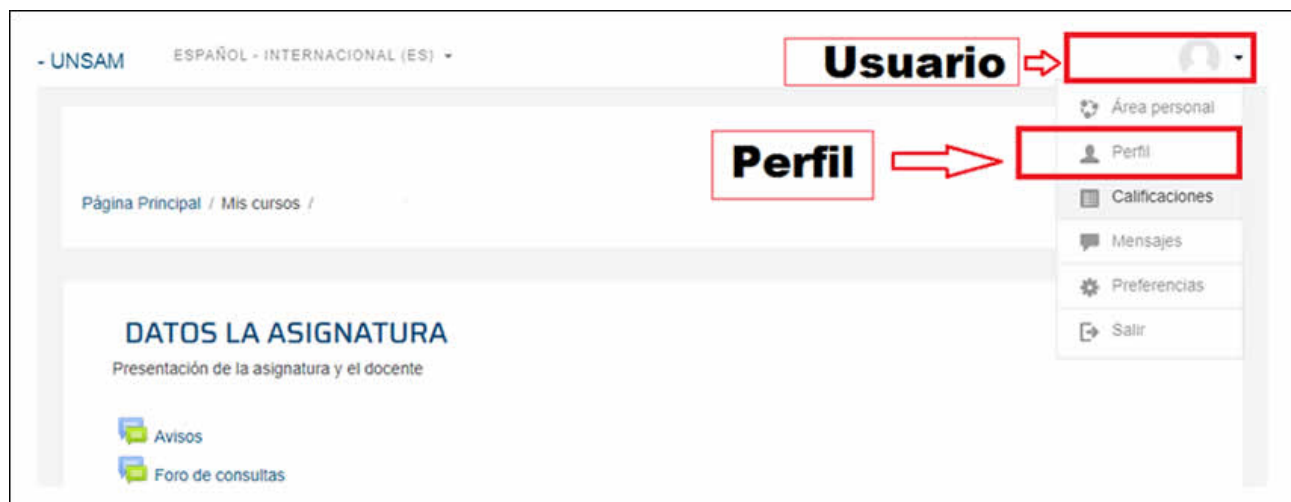 - UNSAM
ESPAÑOL - INTERNACIONAL (ES)
Usuario
Área personal
Perfil
Perfil
Página Principal / Mis cursos /
Calificaciones
Mensajes
Preferencias
Salir
DATOS LA ASIGNATURA
Presentación de la asignatura y el docente
Avisos
Foro de consultas